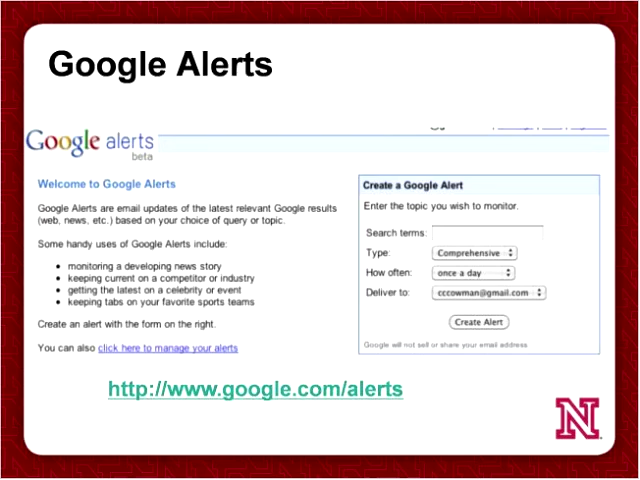 Google Alerts
Google alerts
beta
Welcome to Google Alerts
Google Alerts are email updates of the latest relevant Google results
(web, news, etc.) based on your choice of query or topic.
Some handy uses of Google Alerts include:
• monitoring a developing news story
• keeping current on a competitor or industry
• getting the latest on a celebrity or event
• keeping tabs on your favorite sports teams
Create an alert with the form on the right.
You can also click here to manage your alerts
Create a Google Alert
Enter the topic you wish to monitor.
Search terms:
Type: Comprehensive
How often: once a day
Deliver to: cccowman@gmail.com
Create Alert
Google will not sell or share your email address
http://www.google.com/alerts
N